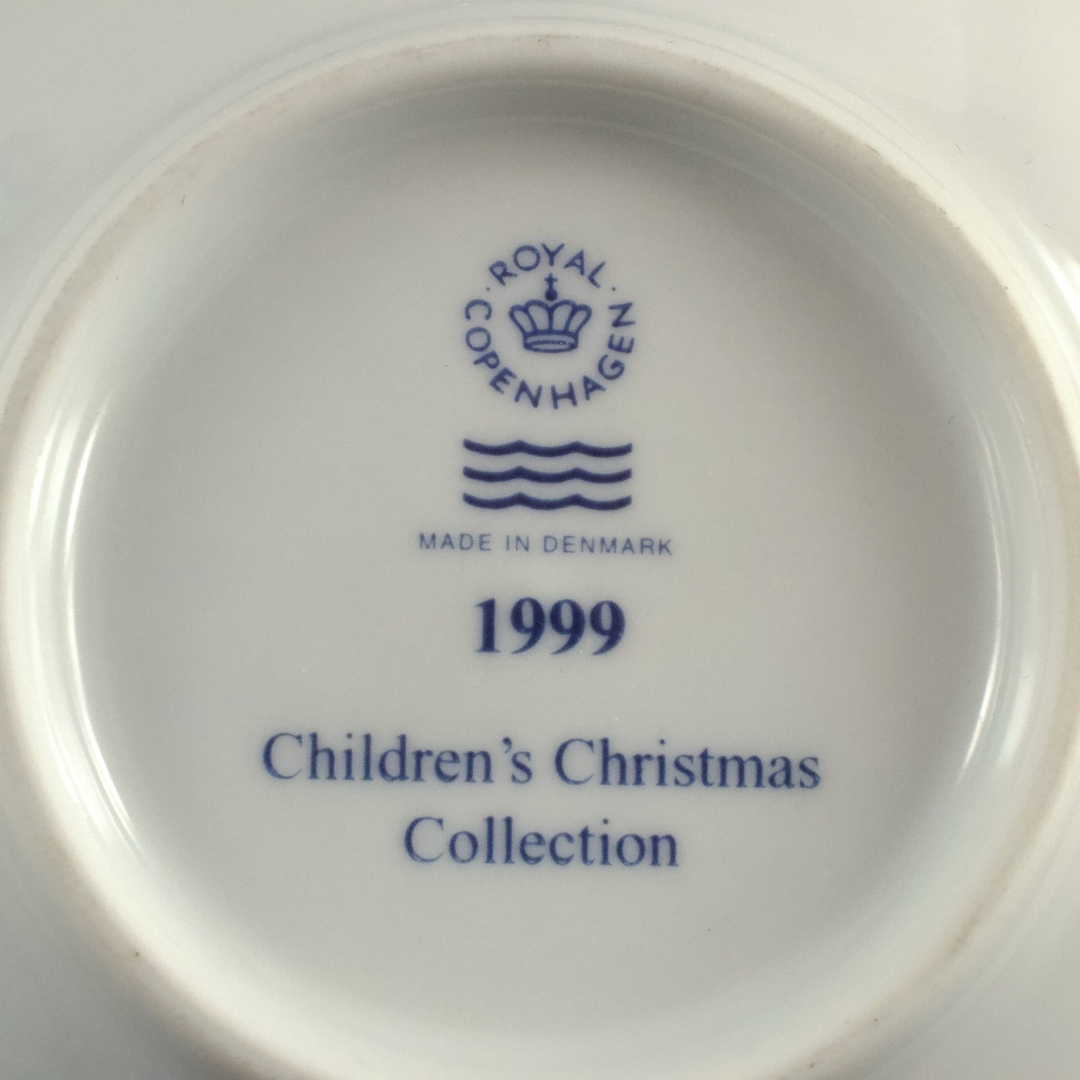 · ROYAL ·
COPENHAGEN
MADE IN DENMARK
1999
Children’s Christmas
Collection